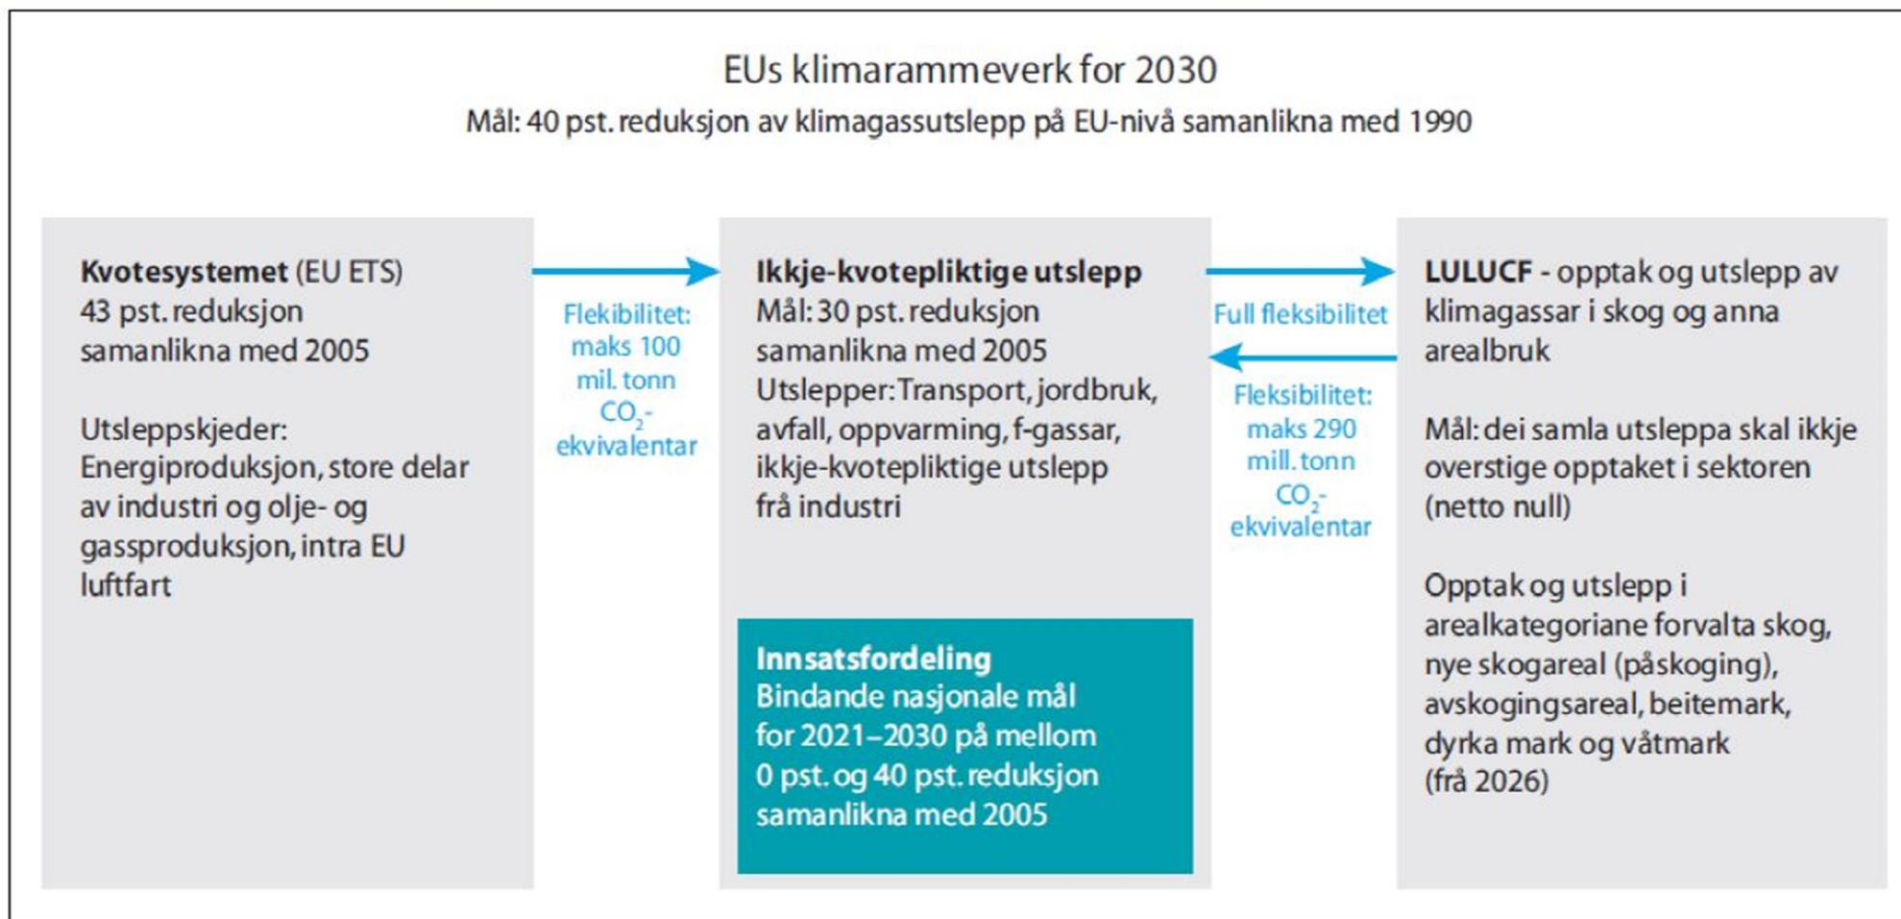 EUs klimarammeverk for 2030
Mål: 40 pst. reduksjon av klimagassutslepp på EU-nivå samanlikna med 1990
Kvotesystemet (EU ETS)
43 pst. reduksjon
samanlikna med 2005
Utsleppskjeder:
Energiproduksjon, store delar
av industri og olje- og
gassproduksjon, intra EU
luftfart
Flekibilitet:
maks 100
mil. tonn
CO₂-
ekvivalentar
Ikkje-kvotepliktige utslepp
Mål: 30 pst. reduksjon
samanlikna med 2005
Utslepper: Transport, jordbruk,
avfall, oppvarming, f-gassar,
ikkje-kvotepliktige utslepp
frå industri
Innsatsfordeling
Bindande nasjonale mål
for 2021–2030 på mellom
0 pst. og 40 pst. reduksjon
samanlikna med 2005
Full fleksibilitet
Fleksibilitet:
maks 290
mill. tonn
CO₂-
ekvivalentar
LULUCF - opptak og utslepp av
klimagassar i skog og anna
arealbruk
Mål: dei samla utsleppa skal ikkje
overstige opptaket i sektoren
(netto null)
Opptak og utslepp i
arealkategoriane forvalta skog,
nye skogareal (påskoging),
avskogingsareal, beitemark,
dyrka mark og våtmark
(frå 2026)